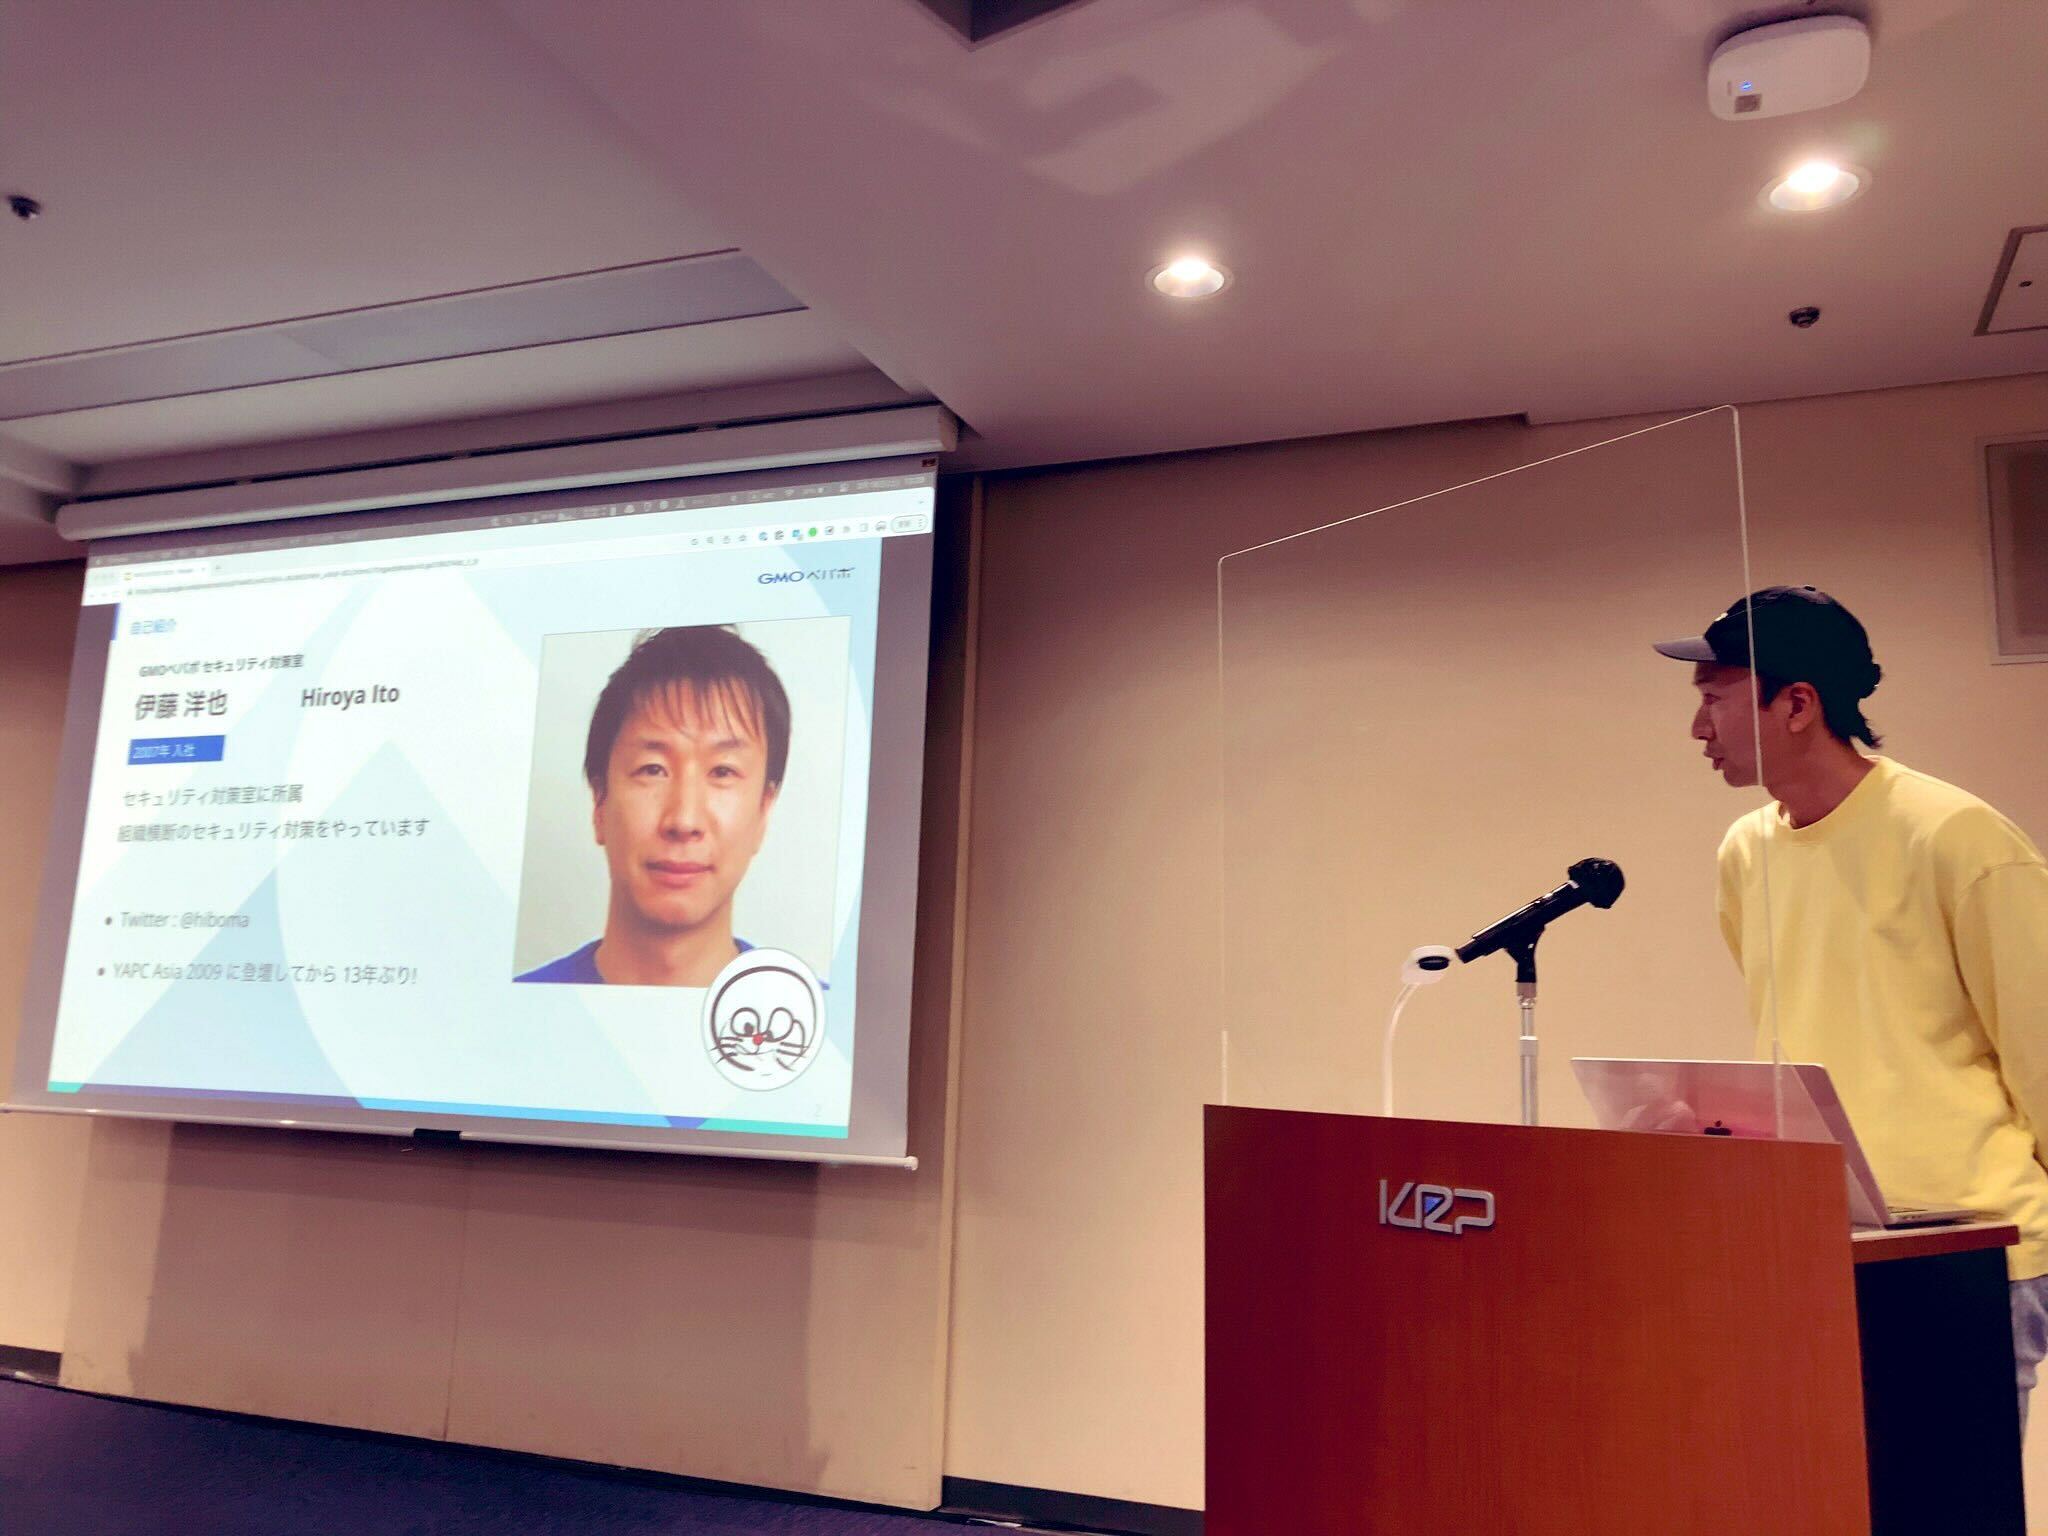 GMOペパボ
自己紹介
GMOペパボ セキュリティ対策室
伊藤 洋也 Hiroya Ito
2007年 入社
セキュリティ対策室に所属
組織横断のセキュリティ対策をやっています
● Twitter : @hiboma
● YAPC Asia 2009 に登壇してから 13年ぶり!
2
KRP